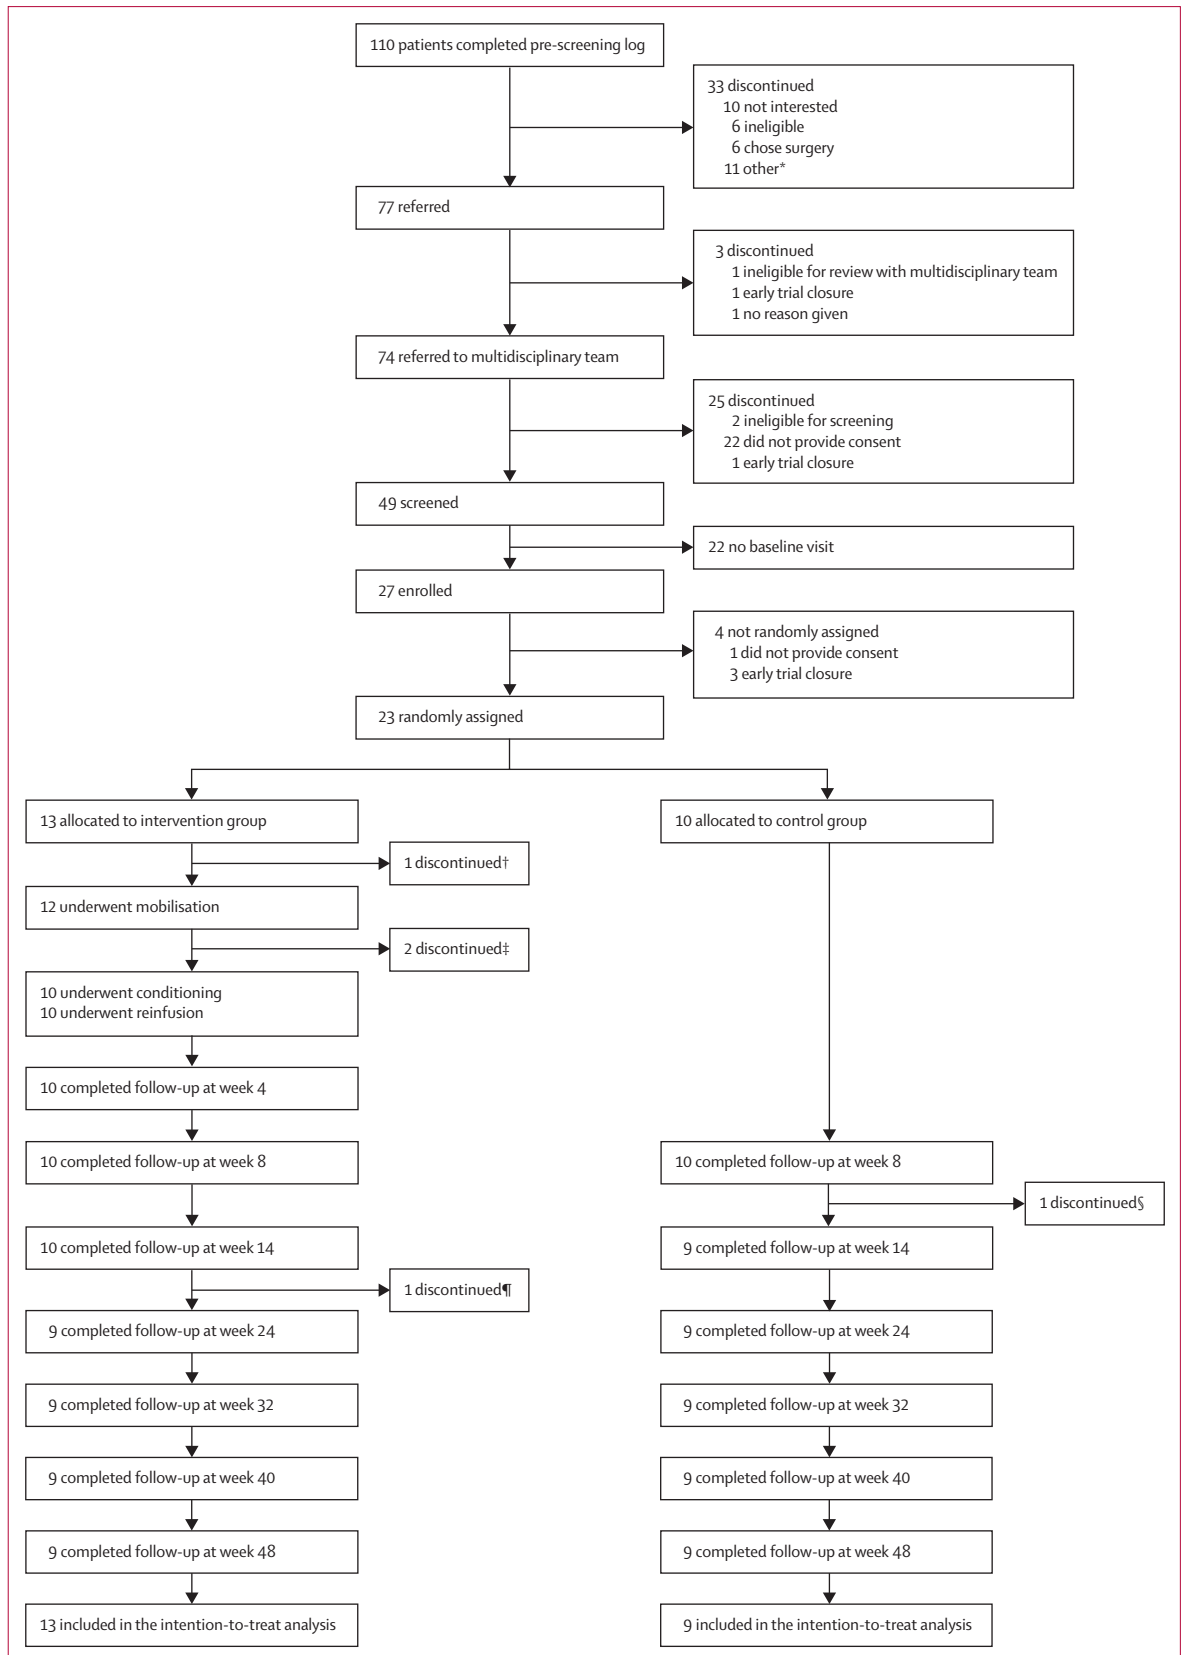 110 patients completed pre-screening log
33 discontinued
10 not interested
6 ineligible
6 chose surgery
11 other*
77 referred
3 discontinued
1 ineligible for review with multidisciplinary team
1 early trial closure
1 no reason given
74 referred to multidisciplinary team
25 discontinued
2 ineligible for screening
22 did not provide consent
1 early trial closure
49 screened
22 no baseline visit
27 enrolled
4 not randomly assigned
1 did not provide consent
3 early trial closure
23 randomly assigned
13 allocated to intervention group
10 allocated to control group
1 discontinued†
12 underwent mobilisation
2 discontinued‡
10 underwent conditioning
10 underwent reinfusion
10 completed follow-up at week 4
10 completed follow-up at week 8
10 completed follow-up at week 8
1 discontinued§
10 completed follow-up at week 14
9 completed follow-up at week 14
1 discontinued¶
9 completed follow-up at week 24
9 completed follow-up at week 24
9 completed follow-up at week 32
9 completed follow-up at week 32
9 completed follow-up at week 40
9 completed follow-up at week 40
9 completed follow-up at week 48
9 completed follow-up at week 48
13 included in the intention-to-treat analysis
9 included in the intention-to-treat analysis